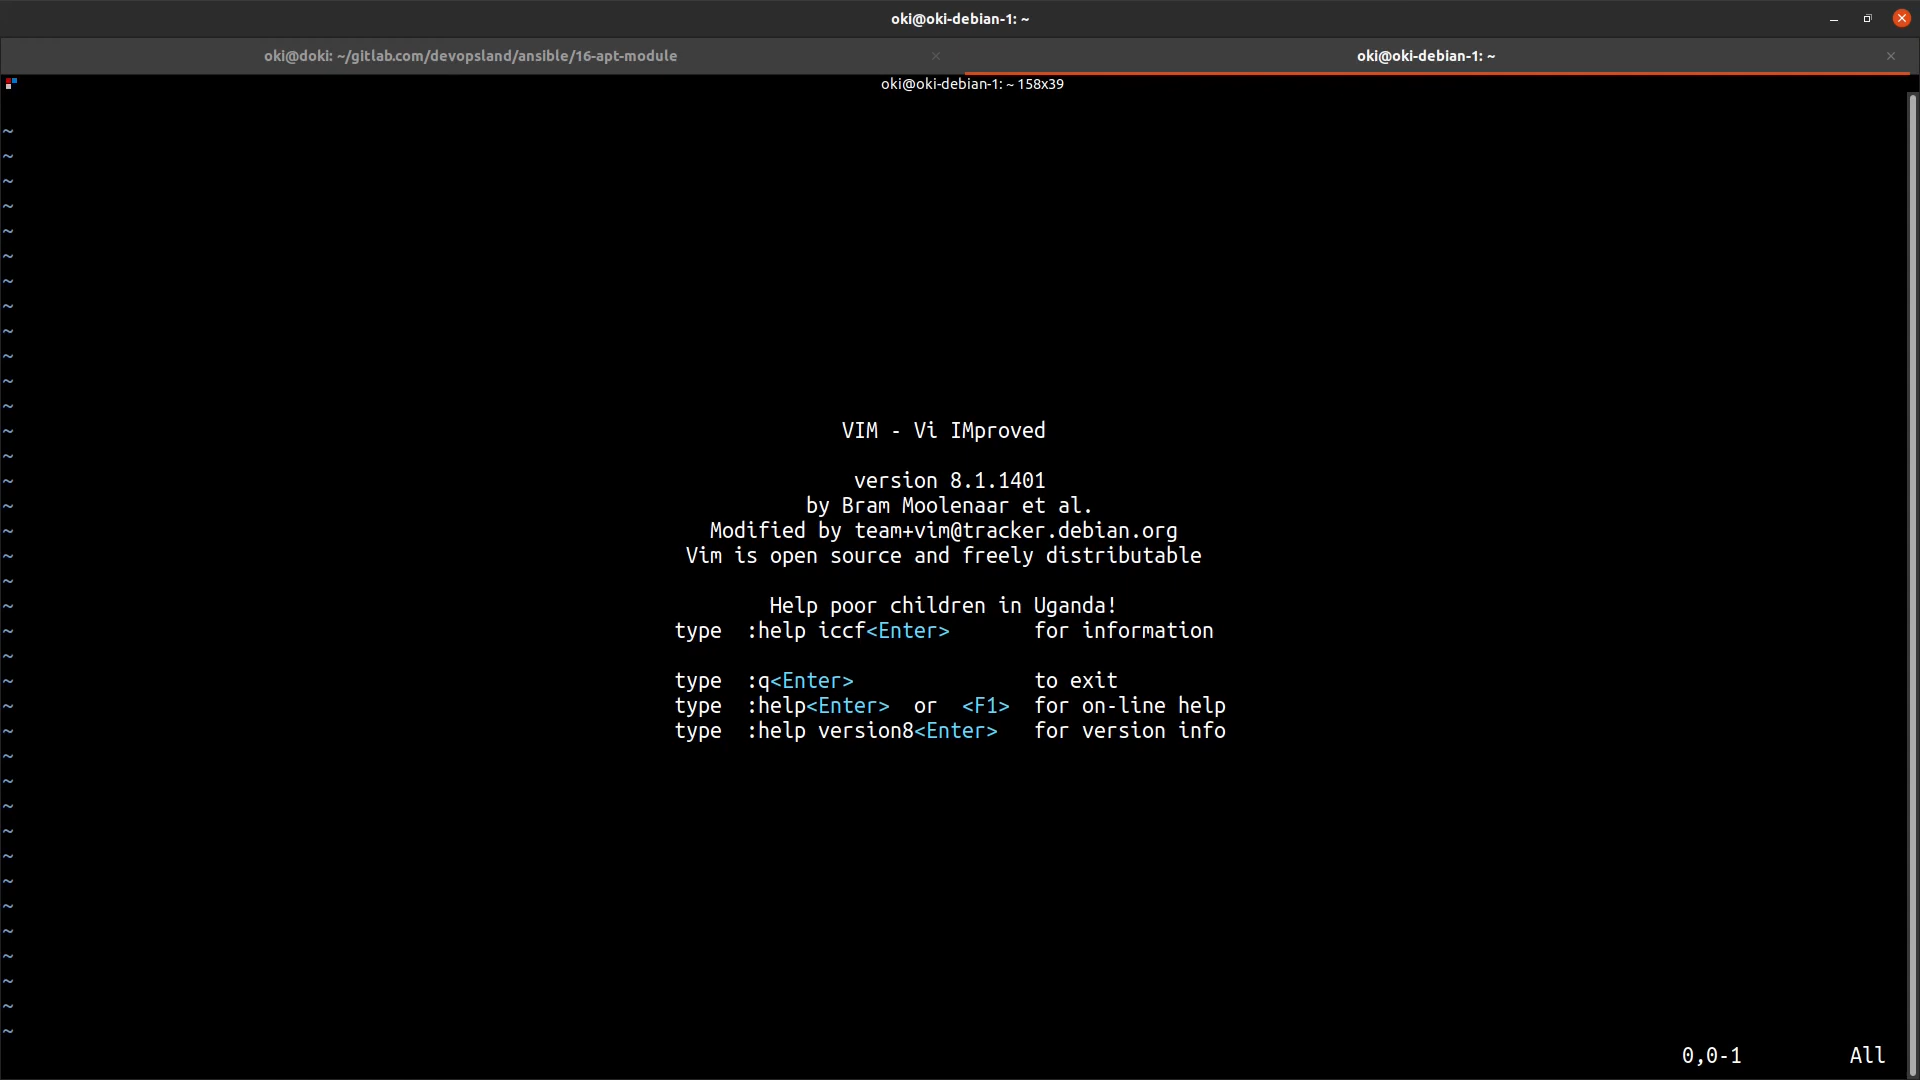 oki@oki-debian-1: ~
oki@doki: ~/gitlab.com/devopsland/ansible/16-apt-module
oki@oki-debian-1: ~
oki@oki-debian-1: ~ 158x39
~
~
~
~
~
~
~
~
~
~
~
~
~ VIM - Vi IMproved
~
~ version 8.1.1401
~ by Bram Moolenaar et al.
~ Modified by team+vim@tracker.debian.org
~ Vim is open source and freely distributable
~
~ Help poor children in Uganda!
~ type :help iccf<Enter> for information
~
~ type :q<Enter> to exit
~ type :help<Enter> or <F1> for on-line help
~ type :help version8<Enter> for version info
~
~
~
~
~
~
~
~
~
~
~
~
0,0-1 All